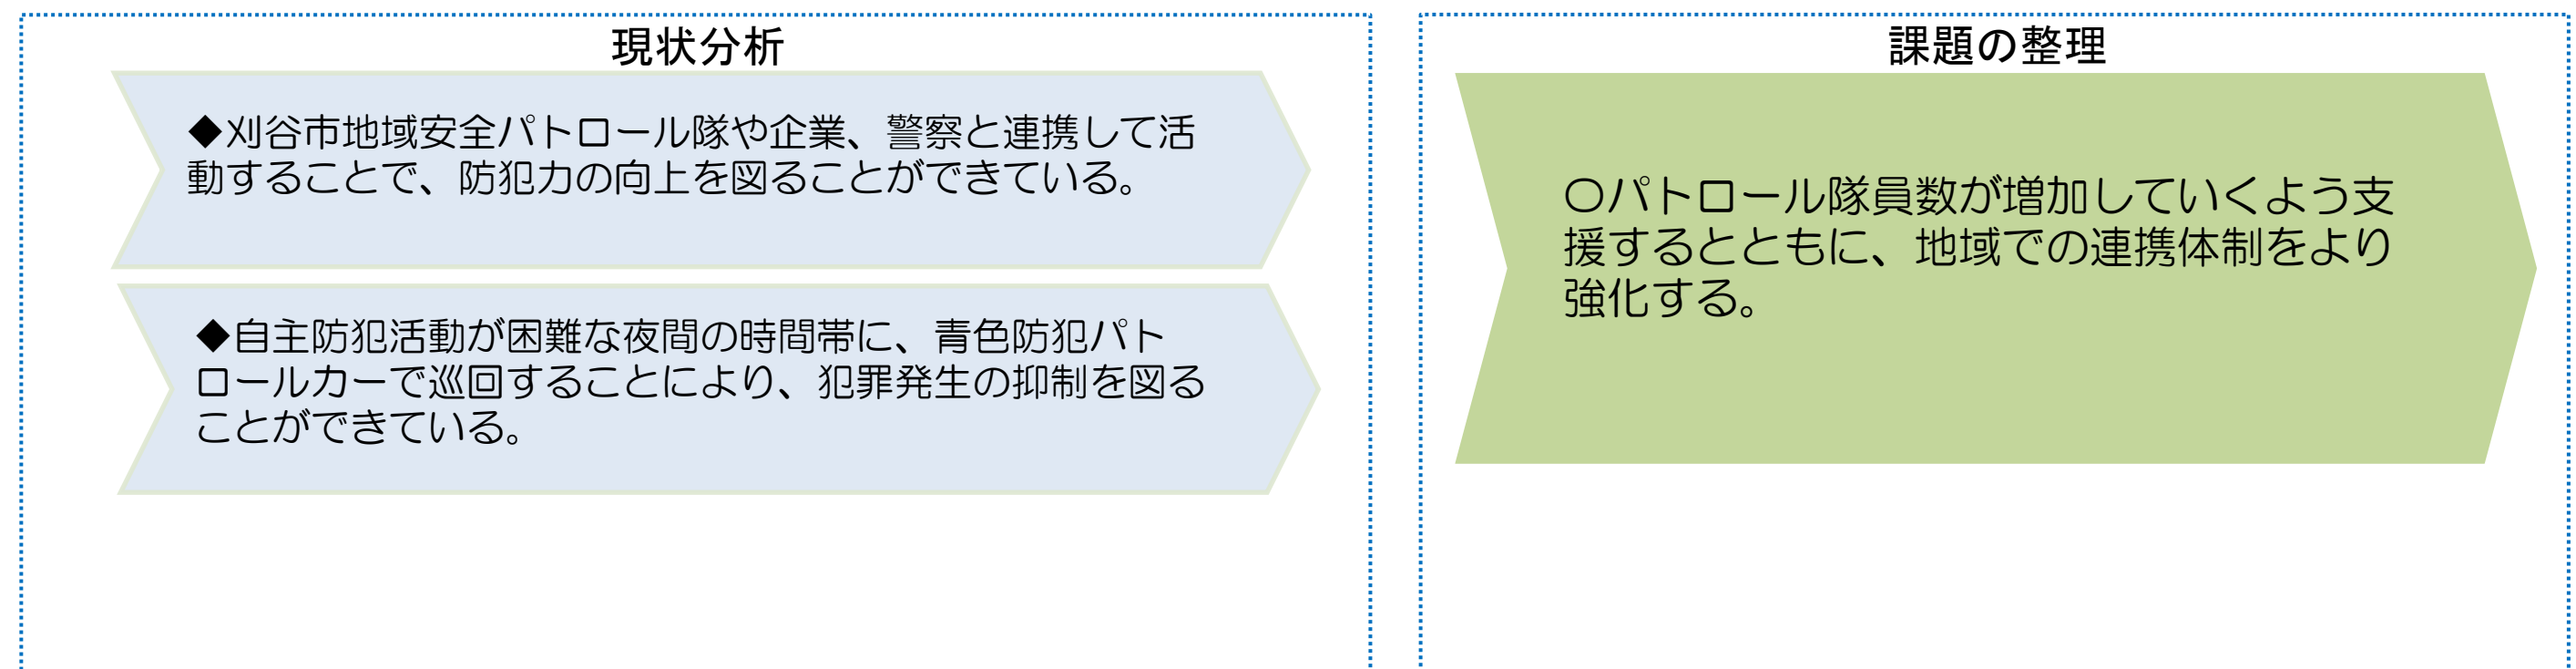 現状分析
◆刈谷市地域安全パトロール隊や企業、警察と連携して活
動することで、防犯力の向上を図ることができている。
◆自主防犯活動が困難な夜間の時間帯に、青色防犯パト
ロールカーで巡回することにより、犯罪発生の抑制を図る
ことができている。
課題の整理
〇パトロール隊員数が増加していくよう支
援するとともに、地域での連携体制をより
強化する。